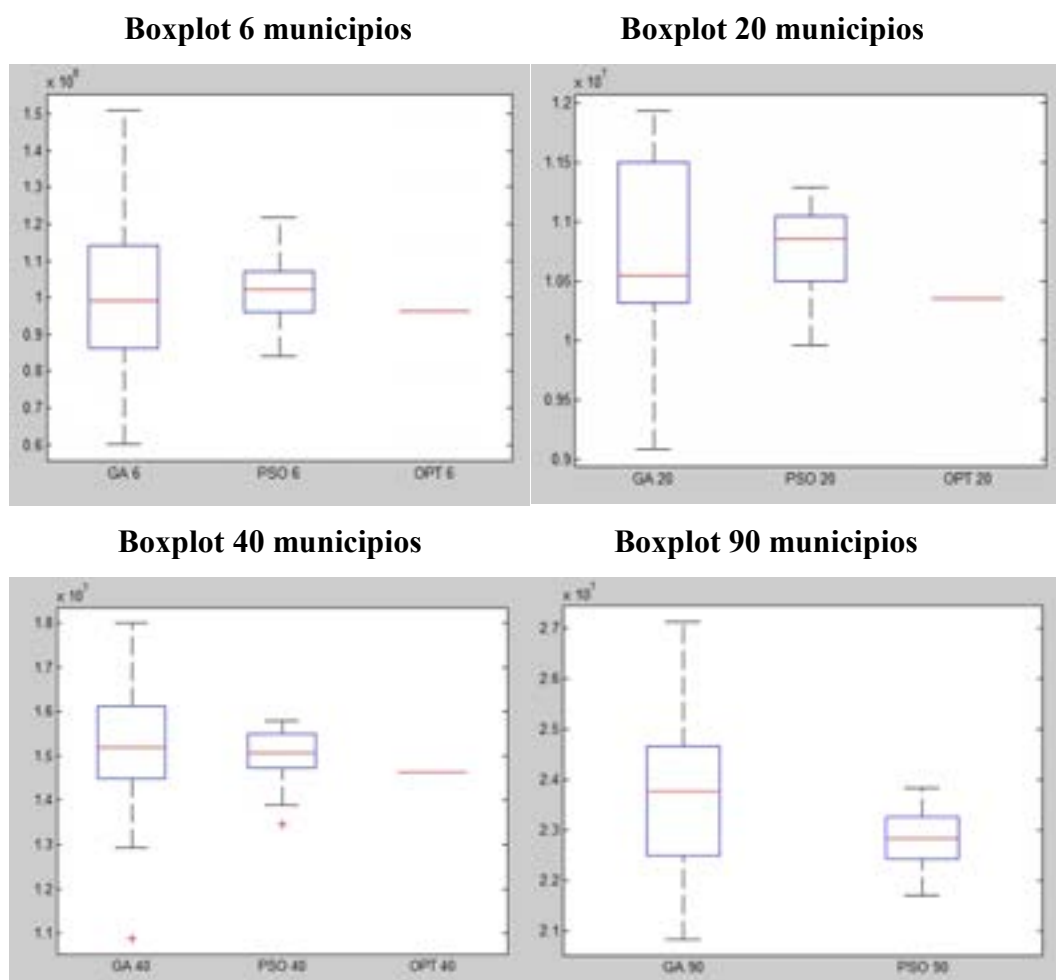 Boxplot 6 municipios
Boxplot 20 municipios
1.5
1.4
1.3
1.2
1.1
1
0.9
0.8
0.7
0.6
GA 6 PSO 6 OPT 6
x 10⁷
1.2
1.15
1.1
1.05
1
0.95
0.9
GA 20 PSO 20 OPT 20
Boxplot 40 municipios
Boxplot 90 municipios
x 10⁷
1.8
1.7
1.6
1.5
1.4
1.3
1.2
1.1
GA 40 PSO 40 OPT 40
x 10⁷
2.7
2.6
2.5
2.4
2.3
2.2
2.1
GA 90 PSO 90